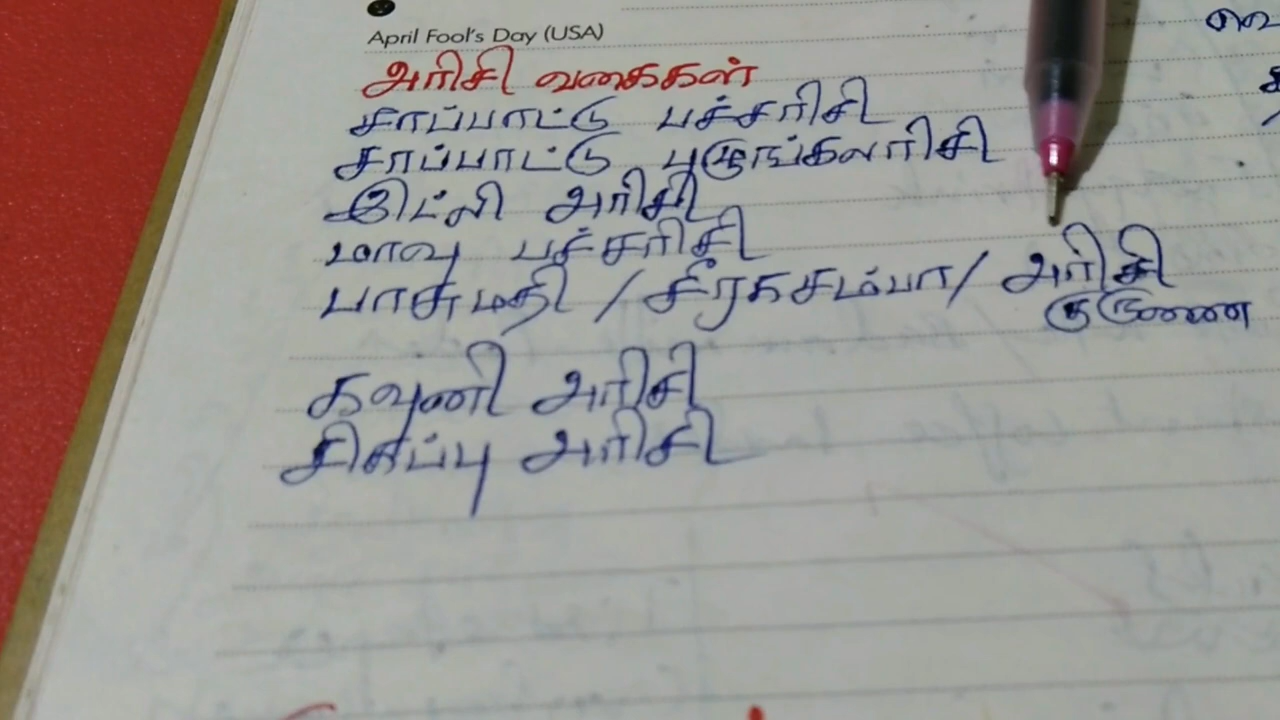 April Fool's Day (USA)
அரிசி வகைகள்
சாப்பாட்டு பச்சரிசி
சாப்பாட்டு புழுங்கலரிசி
இட்லி அரிசி
மாவு பச்சரிசி
பாசுமதி / சீரகசம்பா / அரிசி
குருணை
கவுனி அரிசி
சிகப்பு அரிசி